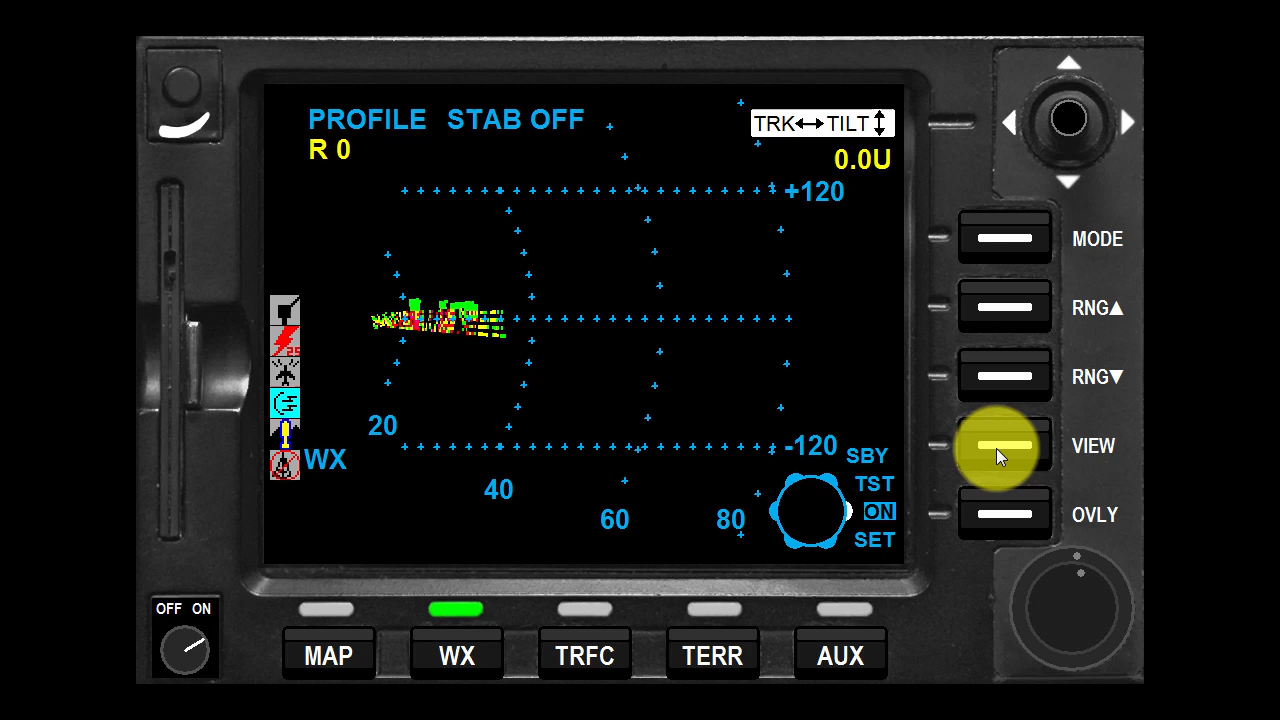 PROFILE STAB OFF
R 0
TRK↔TILT↕
0.0U
+120
MODE
RNG▲
RNG▼
20
-120
SBY
VIEW
WX
40
60
80
TST
ON
SET
OVLY
OFF ON
MAP
WX
TRFC
TERR
AUX